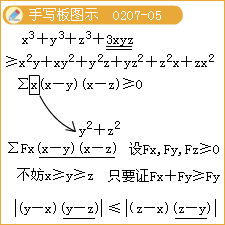 手写板图示 0207-05
x³+y³+z³+3xyz
≥x²y+xy²+y²z+yz²+z²x+zx²
Σx(x-y)(x-z)≥0
y²+z²
ΣFx(x-y)(x-z) 设Fx,Fy,Fz≥0
不妨x≥y≥z 只要证Fx+Fy≥Fy
|(y-x)(y-z)|≤|(z-x)(z-y)|